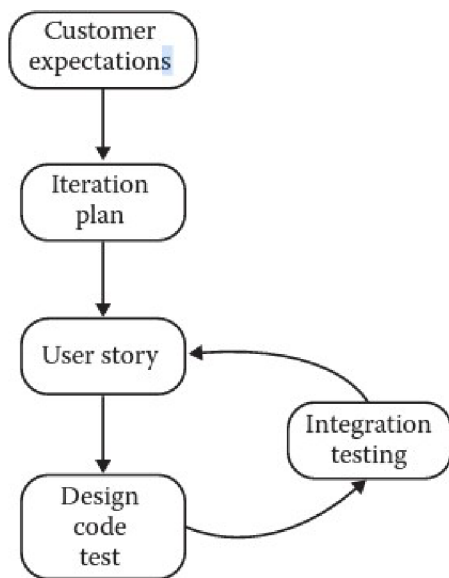 Customer
expectations
Iteration
plan
User story
Integration
testing
Design
code
test